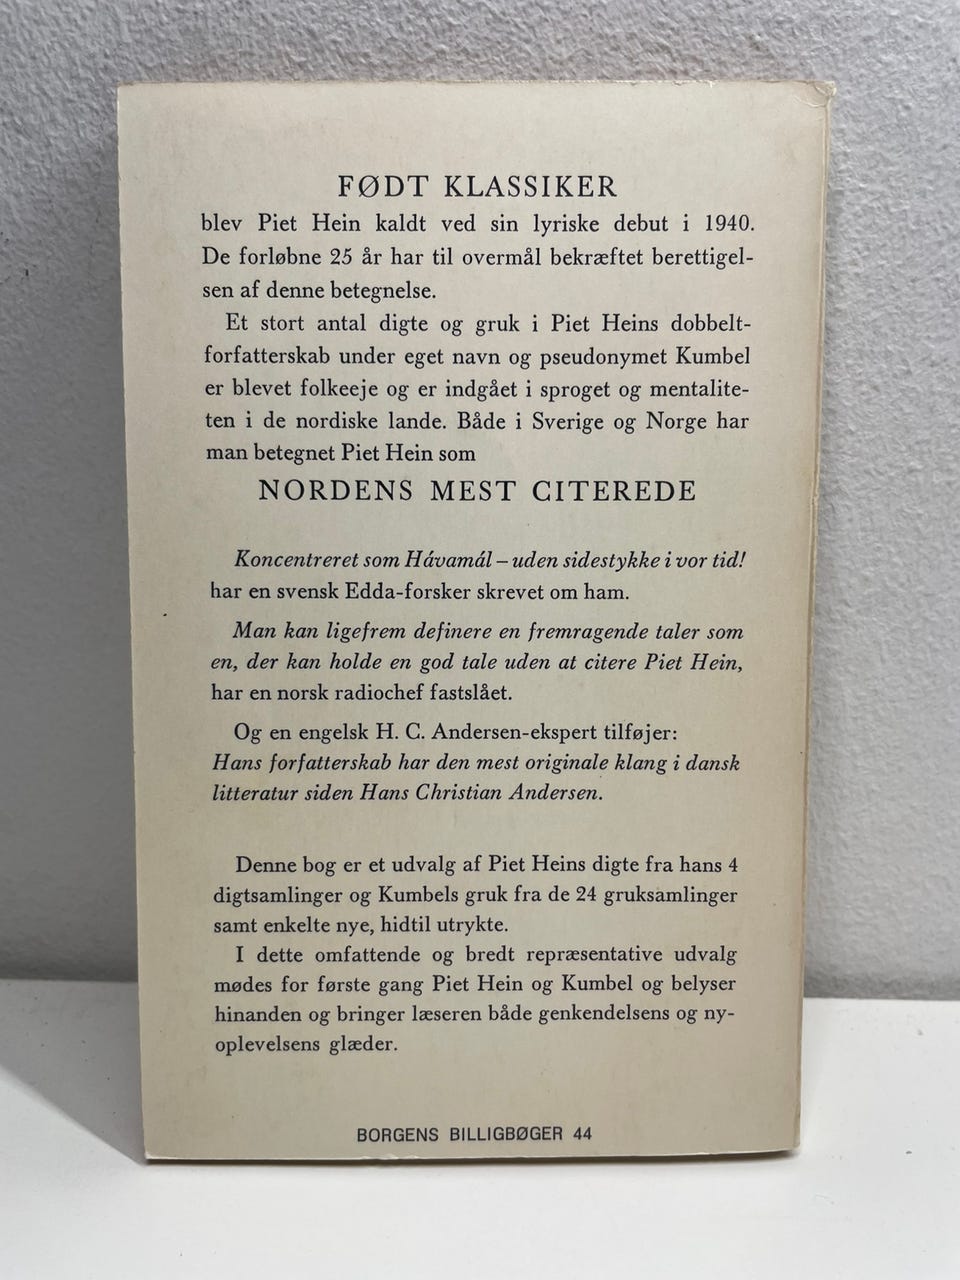 FØDT KLASSIKER
blev Piet Hein kaldt ved sin lyriske debut i 1940.
De forløbne 25 år har til overmål bekræftet berettigel-
sen af denne betegnelse.
Et stort antal digte og gruk i Piet Heins dobbelt-
forfatterskab under eget navn og pseudonymet Kumbel
er blevet folkeeje og er indgået i sproget og mentalite-
ten i de nordiske lande. Både i Sverige og Norge har
man betegnet Piet Hein som
NORDENS MEST CITEREDE
Koncentreret som Hávamál – uden sidestykke i vor tid!
har en svensk Edda-forsker skrevet om ham.
Man kan ligefrem definere en fremragende taler som
en, der kan holde en god tale uden at citere Piet Hein,
har en norsk radiochef fastslået.
Og en engelsk H. C. Andersen-ekspert tilføjer:
Hans forfatterskab har den mest originale klang i dansk
litteratur siden Hans Christian Andersen.
Denne bog er et udvalg af Piet Heins digte fra hans 4
digtsamlinger og Kumbels gruk fra de 24 gruksamlinger
samt enkelte nye, hidtil utrykte.
I dette omfattende og bredt repræsentative udvalg
mødes for første gang Piet Hein og Kumbel og belyser
hinanden og bringer læseren både genkendelsens og ny-
oplevelsens glæder.
BORGENS BILLIGBØGER 44